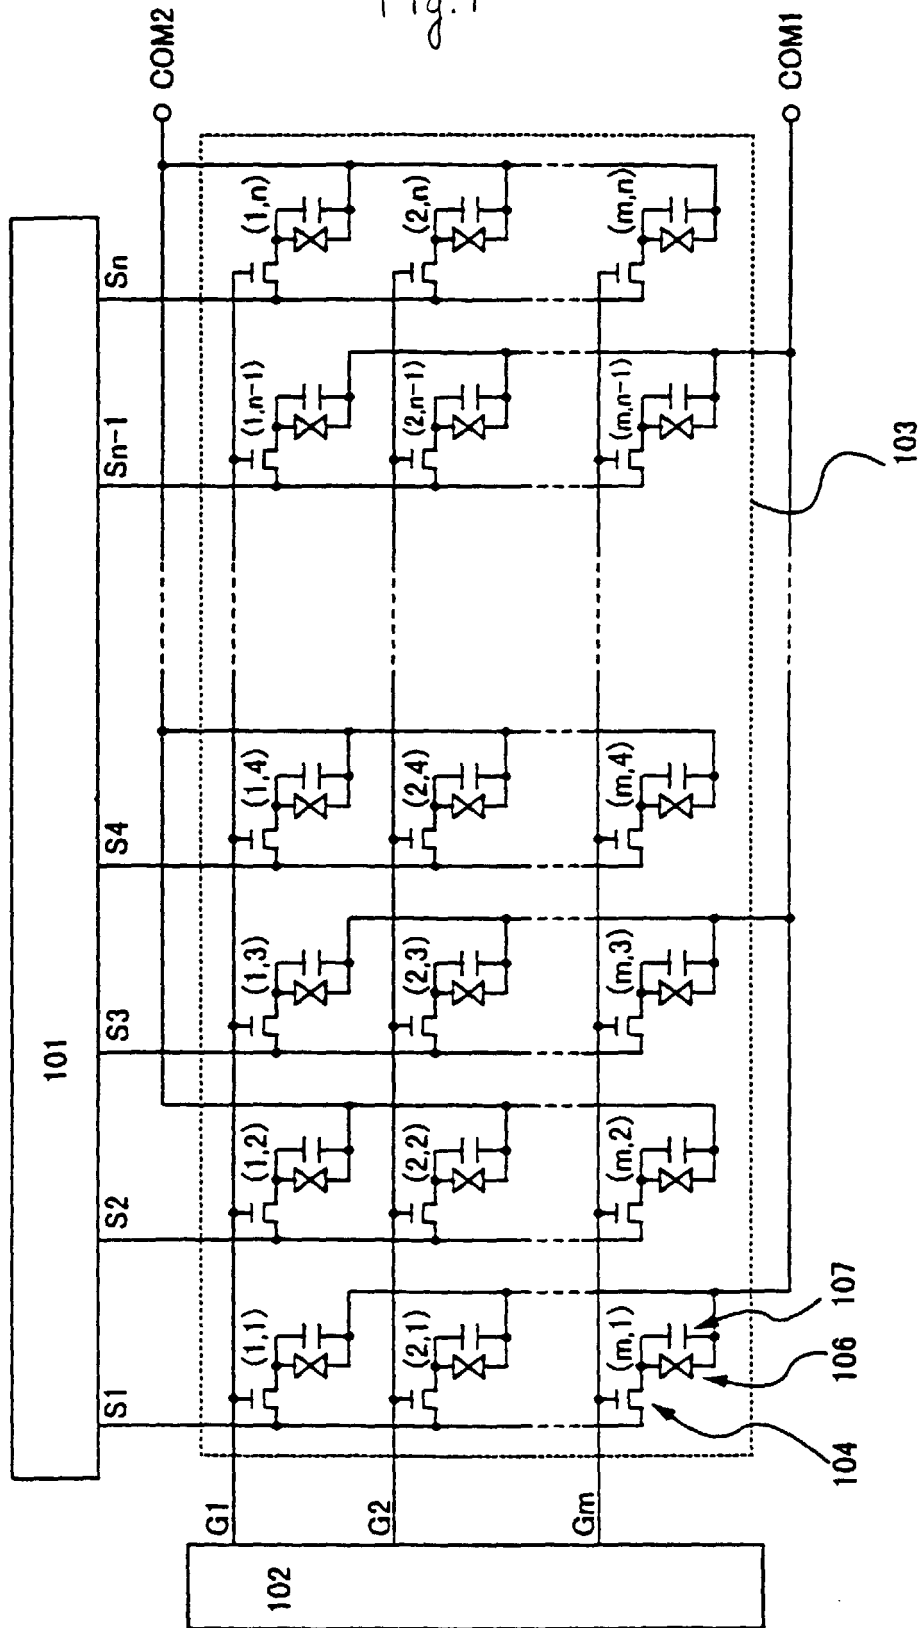 Fig. 1
COM2
COM1
101
S1
S2
S3
S4
Sn-1
Sn
102
G1
G2
Gm
(1,1)
(1,2)
(1,3)
(1,4)
(1,n-1)
(1,n)
(2,1)
(2,2)
(2,3)
(2,4)
(2,n-1)
(2,n)
(m,1)
(m,2)
(m,3)
(m,4)
(m,n-1)
(m,n)
103
104
106
107